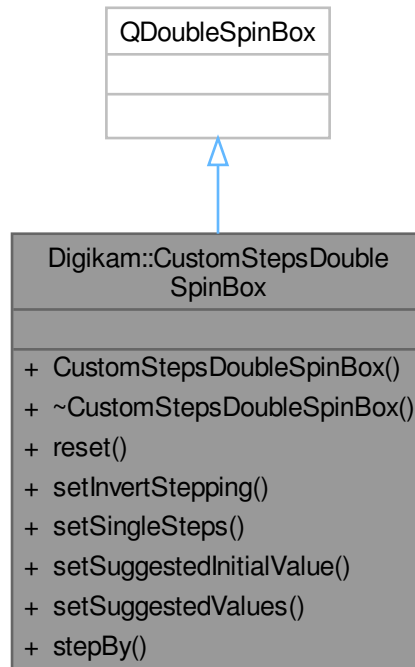 QDoubleSpinBox
Digikam::CustomStepsDouble
SpinBox
+ CustomStepsDoubleSpinBox()
+ ~CustomStepsDoubleSpinBox()
+ reset()
+ setInvertStepping()
+ setSingleSteps()
+ setSuggestedInitialValue()
+ setSuggestedValues()
+ stepBy()